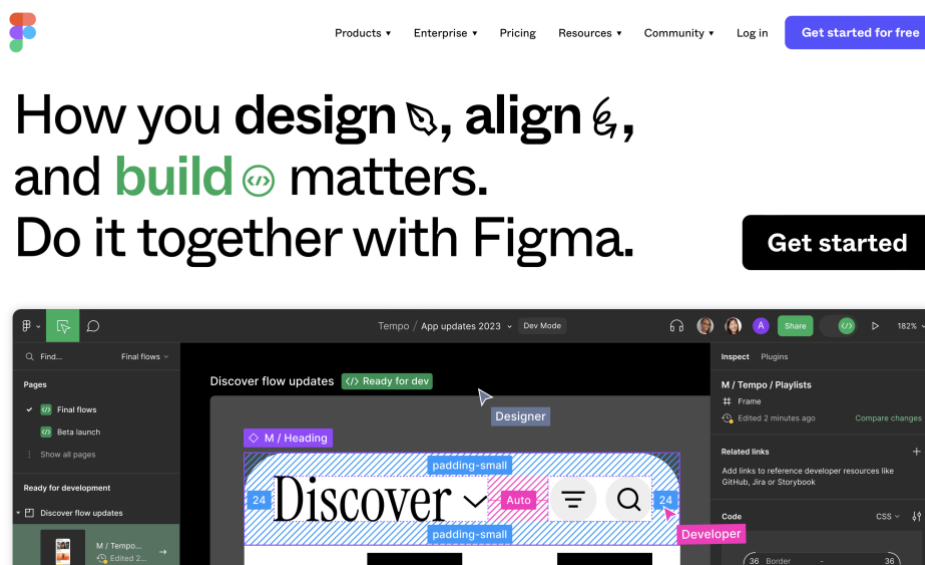 Products
Enterprise
Pricing
Resources
Community
Log in
Get started for free
How you design, align,
and build </> matters.
Do it together with Figma.
Get started
Tempo / App updates 2023
Dev Mode
A
Share
</>
182%
Find...
Final flows
Pages
</> Final flows
</> Beta launch
Show all pages
Ready for development
Discover flow updates
M / Tempo...
Edited 2...
Discover flow updates
</> Ready for dev
Designer
M / Heading
padding-small
24
Discover
Auto
24
padding-small
Developer
Inspect
Plugins
M / Tempo / Playlists
Frame
Edited 2 minutes ago
Compare changes
Related links
Add links to reference developer resources like
GitHub, Jira or Storybook
Code
CSS
36 Border - 36